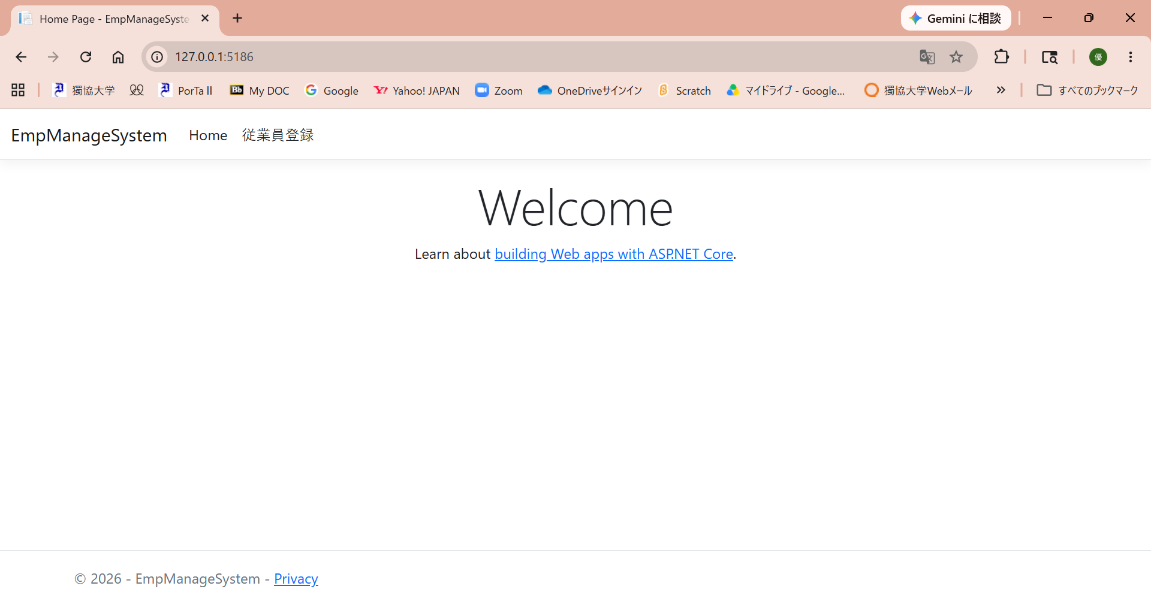 Home Page - EmpManageSyste
Gemini に相談
127.0.0.1:5186
優
獨協大学
PorTa II
Bb My DOC
Google
Yahoo! JAPAN
Zoom
OneDriveサインイン
Scratch
マイドライブ - Google...
獨協大学Webメール
»
すべてのブックマーク
EmpManageSystem Home 従業員登録
Welcome
Learn about building Web apps with ASP.NET Core.
© 2026 - EmpManageSystem - Privacy